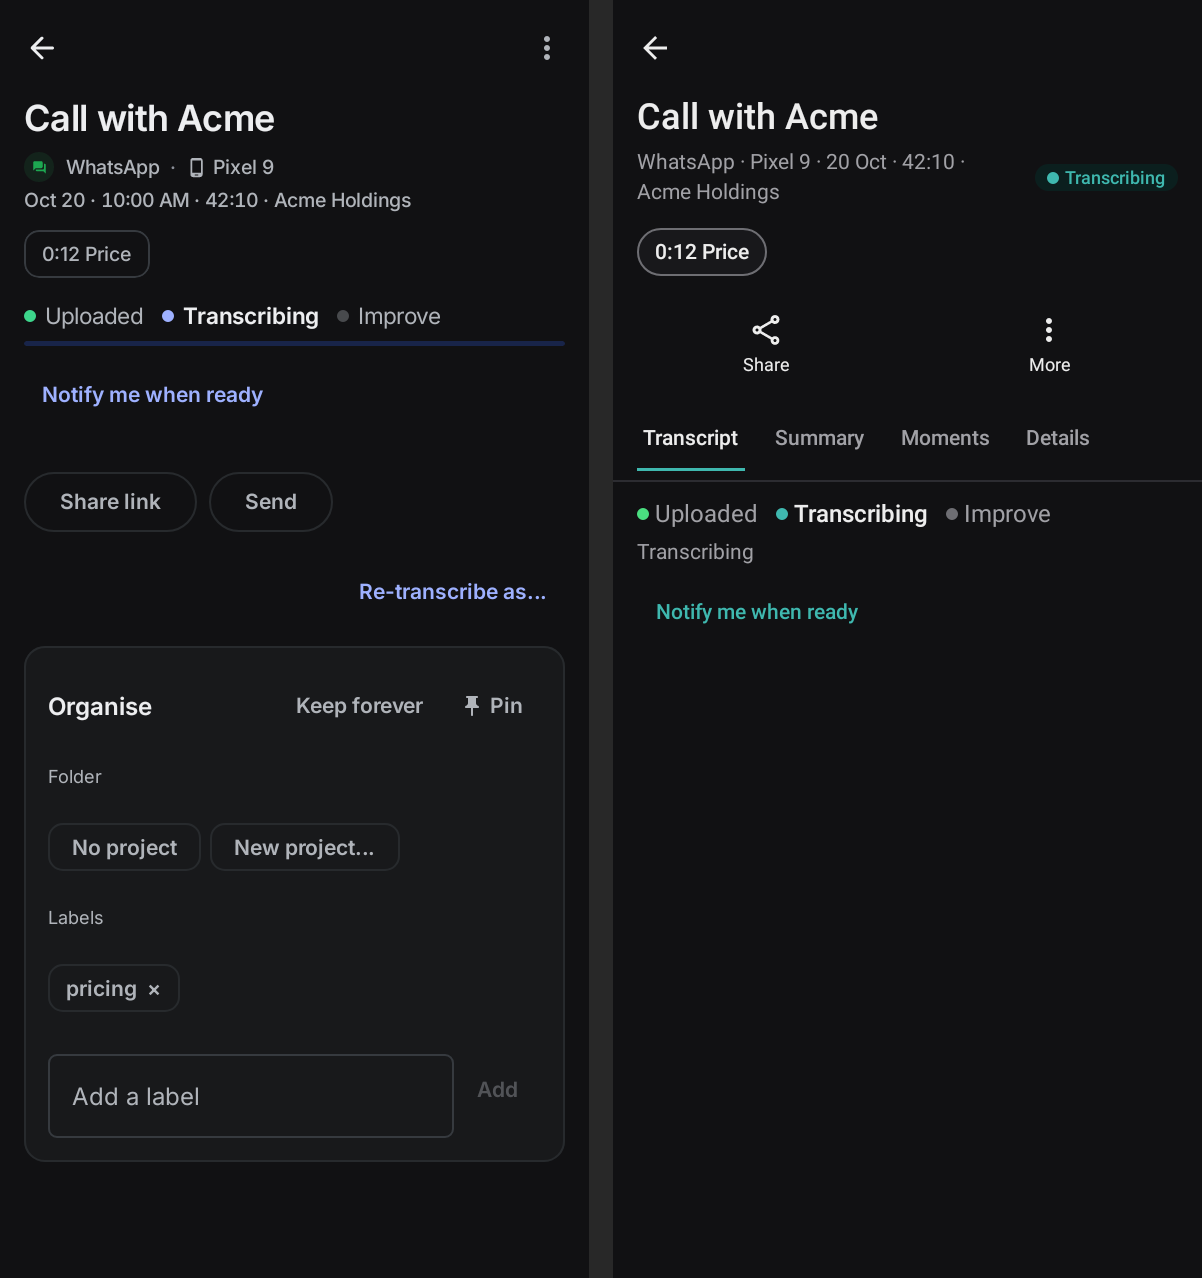 Call with Acme
WhatsApp · Pixel 9
Oct 20 · 10:00 AM · 42:10 · Acme Holdings
0:12 Price
Uploaded Transcribing Improve
Notify me when ready
Share link Send
Re-transcribe as...
Organise Keep forever Pin
Folder
No project New project...
Labels
pricing ×
Add a label Add
Call with Acme
WhatsApp · Pixel 9 · 20 Oct · 42:10 ·
Acme Holdings
Transcribing
0:12 Price
Share More
Transcript Summary Moments Details
Uploaded Transcribing Improve
Transcribing
Notify me when ready